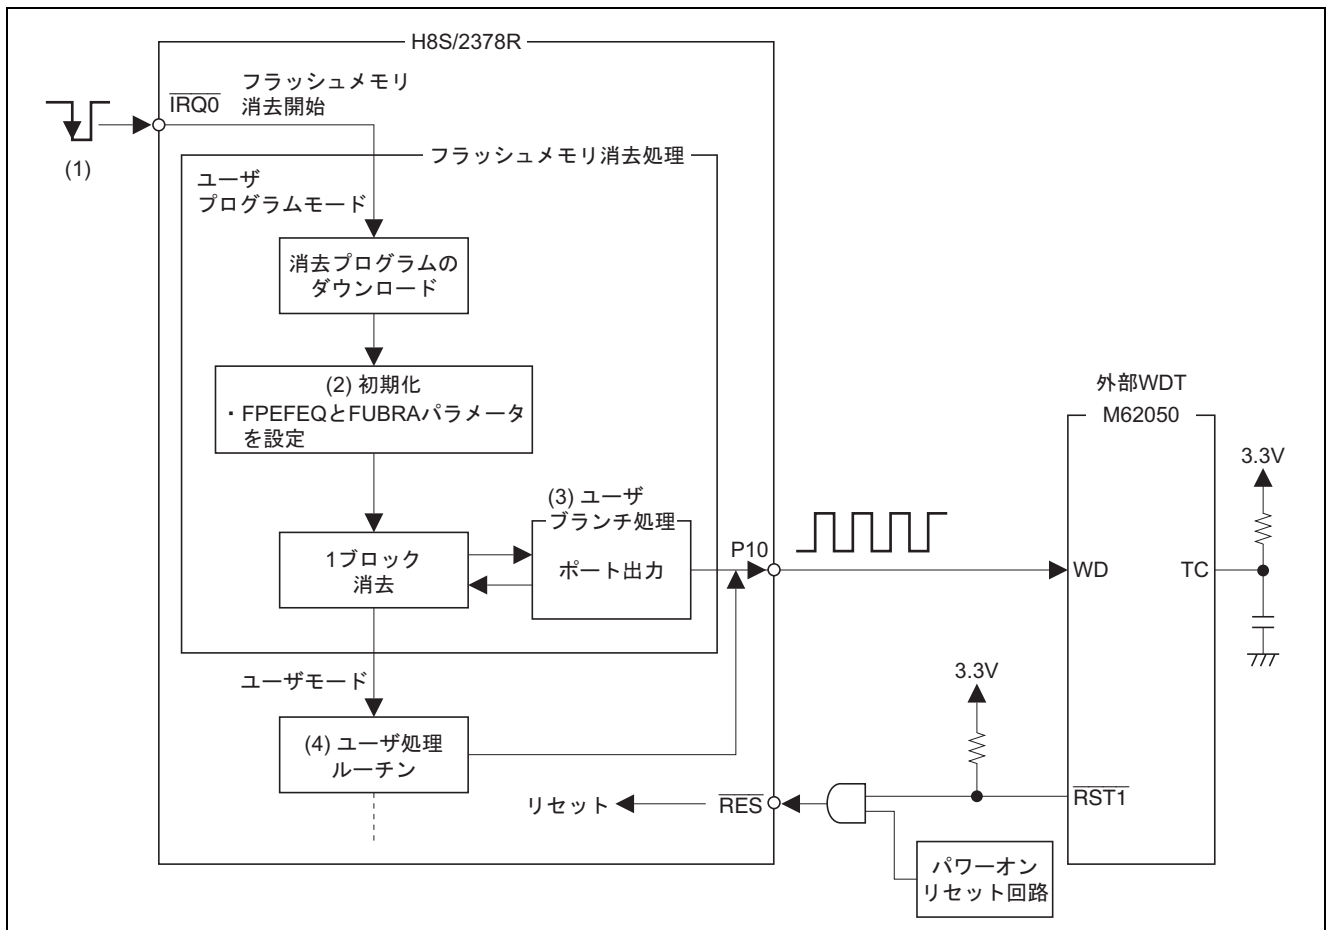 H8S/2378R
IRQ0
フラッシュメモリ
消去開始
(1)
フラッシュメモリ消去処理
ユーザ
プログラムモード
消去プログラムの
ダウンロード
(2) 初期化
・FPEFEQとFUBRAパラメータ
を設定
(3) ユーザ
ブランチ処理
1ブロック
消去
ポート出力
P10
外部WDT
M62050
3.3V
WD
TC
ユーザモード
(4) ユーザ処理
ルーチン
3.3V
リセット
RES
RST1
パワーオン
リセット回路